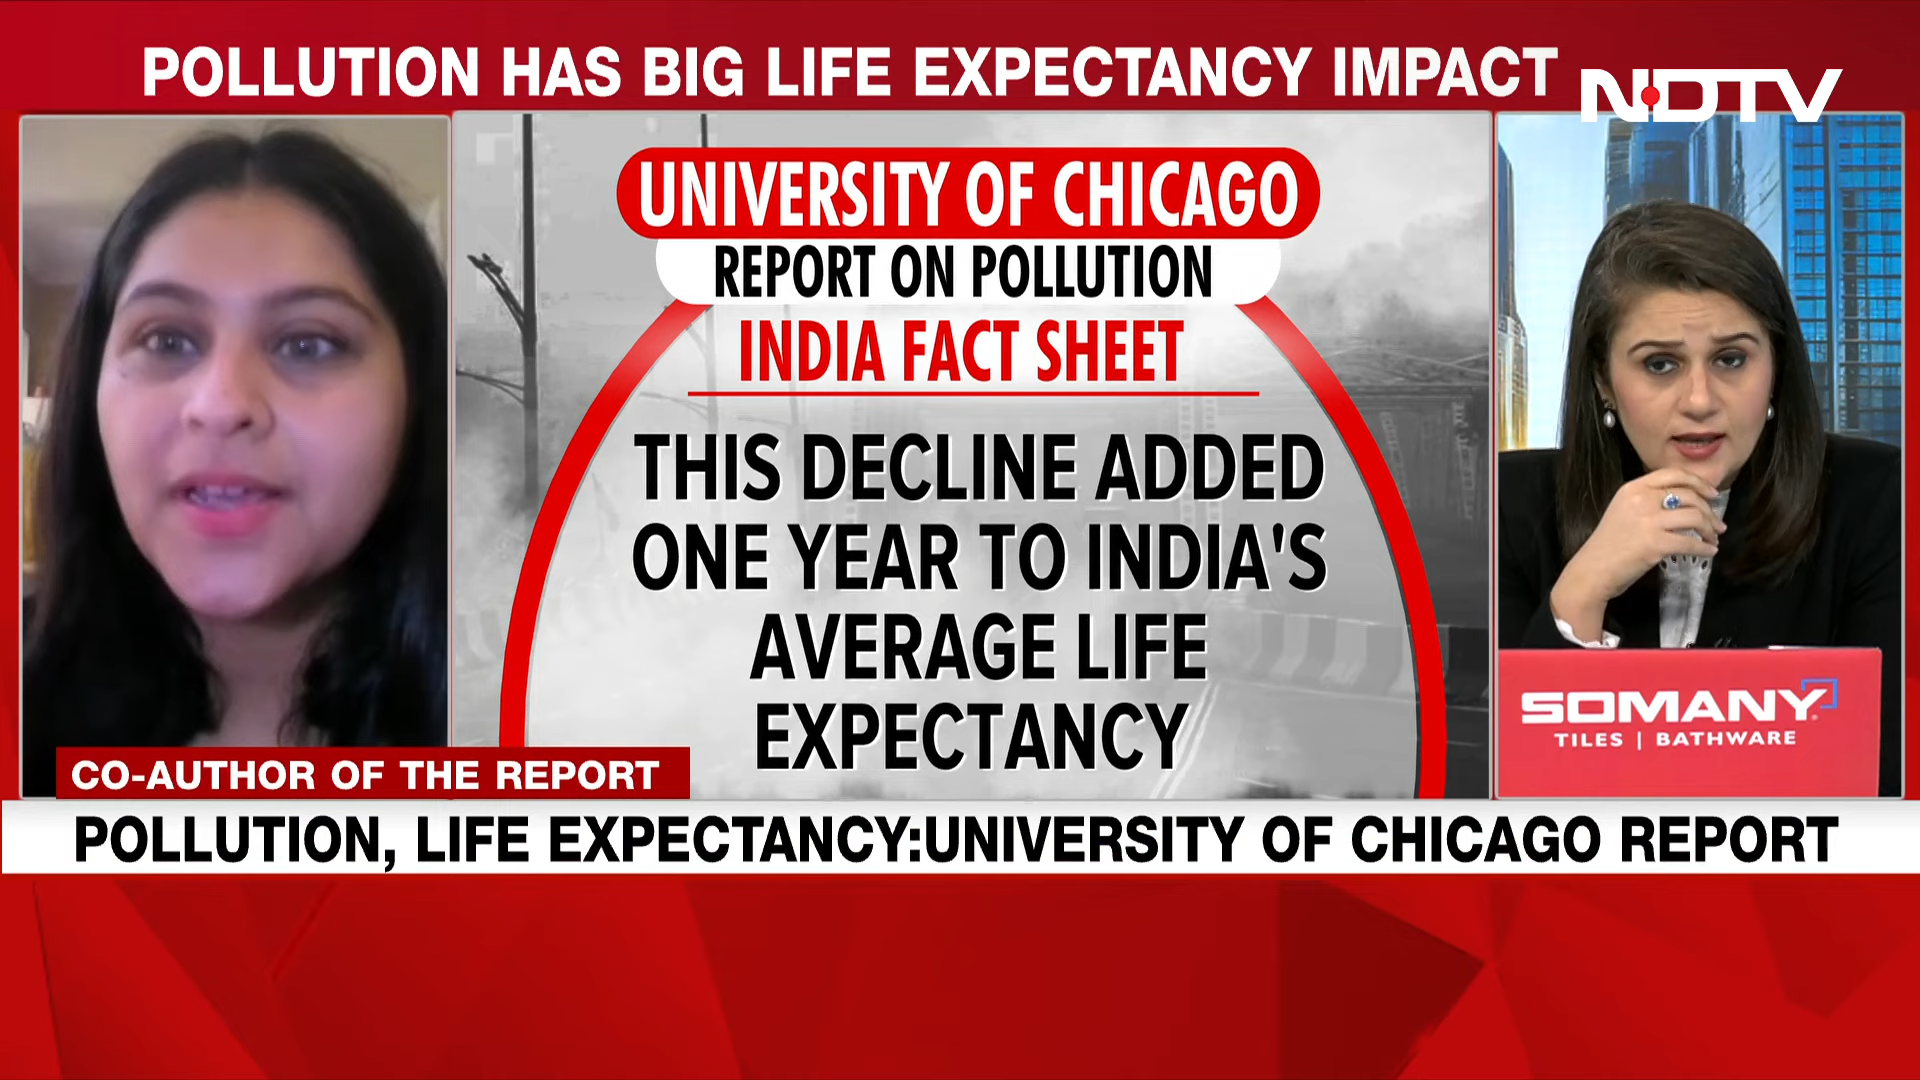 POLLUTION HAS BIG LIFE EXPECTANCY IMPACT
NDTV
UNIVERSITY OF CHICAGO
REPORT ON POLLUTION
INDIA FACT SHEET
THIS DECLINE ADDED
ONE YEAR TO INDIA'S
AVERAGE LIFE
EXPECTANCY
SOMANY
TILES | BATHWARE
CO-AUTHOR OF THE REPORT
POLLUTION, LIFE EXPECTANCY:UNIVERSITY OF CHICAGO REPORT